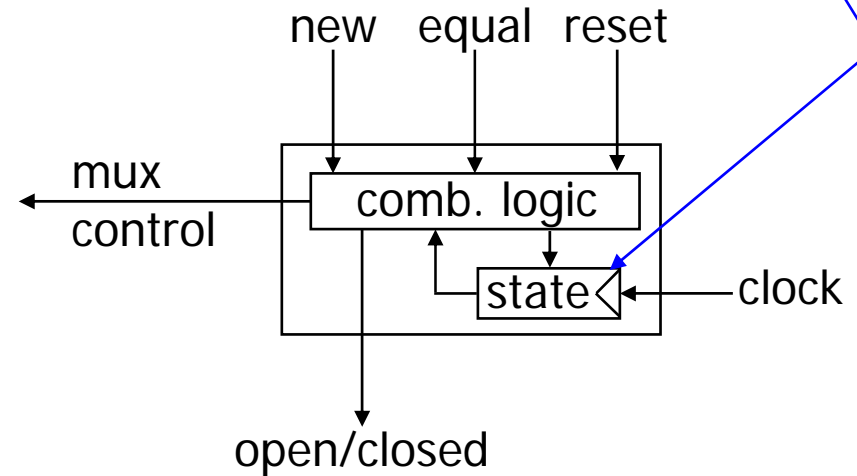 new equal reset
mux
control
comb. logic
state
clock
open/closed